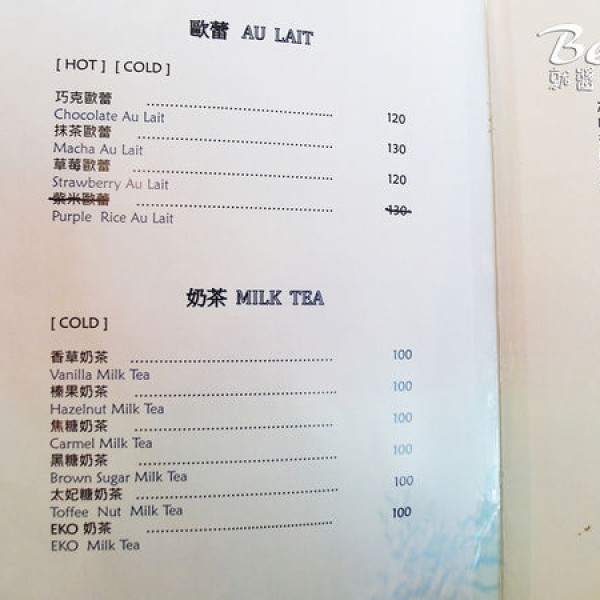 歐蕾 AU LAIT
[ HOT ] [ COLD ]
巧克歐蕾
Chocolate Au Lait 120
抹茶歐蕾
Macha Au Lait 130
草莓歐蕾
Strawberry Au Lait 120
紫米歐蕾
Purple Rice Au Lait 130
奶茶 MILK TEA
[ COLD ]
香草奶茶 100
Vanilla Milk Tea
榛果奶茶 100
Hazelnut Milk Tea
焦糖奶茶 100
Carmel Milk Tea
黑糖奶茶 100
Brown Sugar Milk Tea
太妃糖奶茶 100
Toffee Nut Milk Tea
EKO 奶茶 100
EKO Milk Tea
Be
就醬